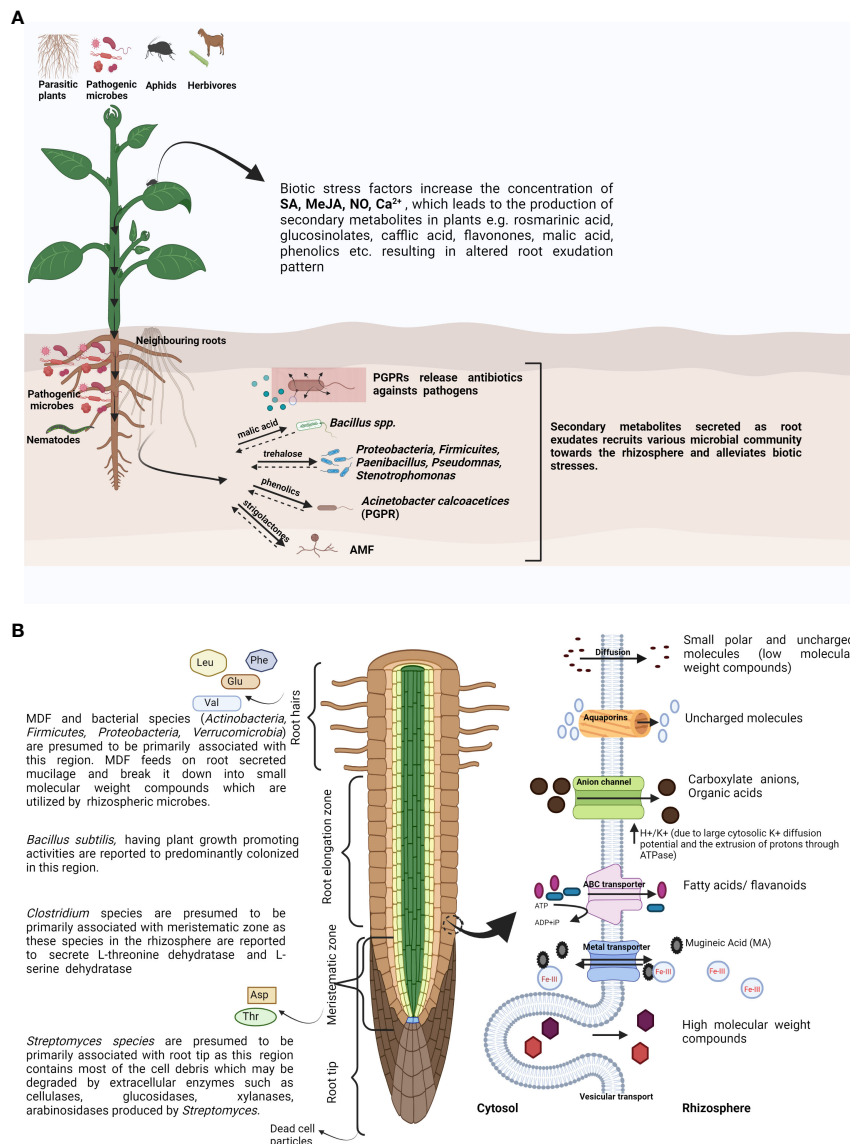 A
Parasitic
plants
Pathogenic
microbes
Aphids
Herbivores
Biotic stress factors increase the concentration of
SA, MeJA, NO, Ca²⁺ , which leads to the production of
secondary metabolites in plants e.g. rosmarinic acid,
glucosinolates, cafflic acid, flavonones, malic acid,
phenolics etc. resulting in altered root exudation
pattern
Neighbouring roots
Pathogenic
microbes
Nematodes
PGPRs release antibiotics
againsts pathogens
malic acid
Bacillus spp.
trehalose
Proteobacteria, Firmicuites,
Paenibacillus, Pseudomnas,
Stenotrophomonas
phenolics
Acinetobacter calcoacetices
(PGPR)
strigolactones
AMF
Secondary metabolites secreted as root
exudates recruits various microbial community
towards the rhizosphere and alleviates biotic
stresses.
B
Leu
Phe
Glu
Val
MDF and bacterial species (Actinobacteria,
Firmicutes, Proteobacteria, Verrucomicrobia)
are presumed to be primarily associated with
this region. MDF feeds on root secreted
mucilage and break it down into small
molecular weight compounds which are
utilized by rhizospheric microbes.
Root hairs
Bacillus subtilis, having plant growth promoting
activities are reported to predominantly colonized
in this region.
Root elongation zone
Clostridium species are presumed to be
primarily associated with meristematic zone as
these species in the rhizosphere are reported
to secrete L-threonine dehydratase and L-
serine dehydratase
Meristematic zone
Asp
Thr
Streptomyces species are presumed to be
primarily associated with root tip as this region
contains most of the cell debris which may be
degraded by extracellular enzymes such as
cellulases, glucosidases, xylanases,
arabinosidases produced by Streptomyces.
Root tip
Dead cell
particles
Diffusion
Small polar and uncharged
molecules (low molecular
weight compounds)
Aquaporins
Uncharged molecules
Anion channel
Carboxylate anions,
Organic acids
H+/K+ (due to large cytosolic K+ diffusion
potential and the extrusion of protons through
ATPase)
ABC transporter
ATP
ADP+iP
Fatty acids/ flavanoids
Metal transporter
Mugineic Acid (MA)
Fe-III
Fe-III
Fe-III
Fe-III
High molecular weight
compounds
Vesicular transport
Cytosol
Rhizosphere